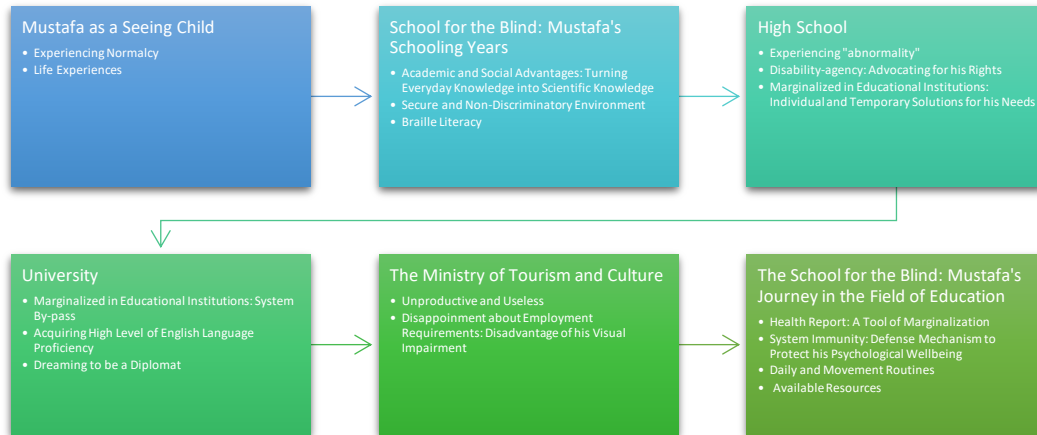 Mustafa as a Seeing Child
• Experiencing Normalcy
• Life Experiences
School for the Blind: Mustafa's
Schooling Years
• Academic and Social Advantages: Turning
Everyday Knowledge into Scientific Knowledge
• Secure and Non-Discriminatory Environment
• Braille Literacy
High School
• Experiencing "abnormality"
• Disability-agency: Advocating for his Rights
• Marginalized in Educational Institutions:
Individual and Temporary Solutions for his Needs
University
• Marginalized in Educational Institutions: System
By-pass
• Acquiring High Level of English Language
Proficiency
• Dreaming to be a Diplomat
The Ministry of Tourism and Culture
• Unproductive and Useless
• Disappoinment about Employment
Requirements: Disadvantage of his Visual
Impairment
The School for the Blind: Mustafa's
Journey in the Field of Education
• Health Report: A Tool of Marginalization
• System Immunity: Defense Mechanism to
Protect his Psychological Wellbeing
• Daily and Movement Routines
• Available Resources